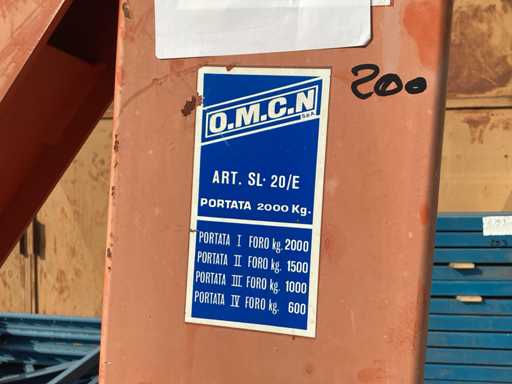 200
O.M.C.N
S.p.A.
ART. SL· 20/E
PORTATA 2000 Kg.
PORTATA I FORO kg. 2000
PORTATA II FORO kg. 1500
PORTATA III FORO kg. 1000
PORTATA IV FORO kg. 600